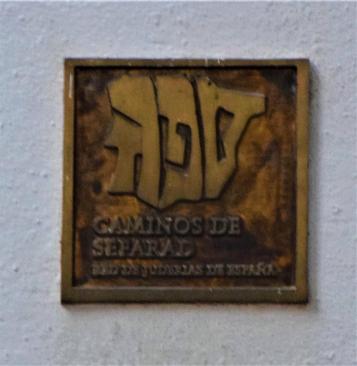 ספרד
CAMINOS DE
SEFARAD
RED DE JUDERIAS DE ESPAÑA